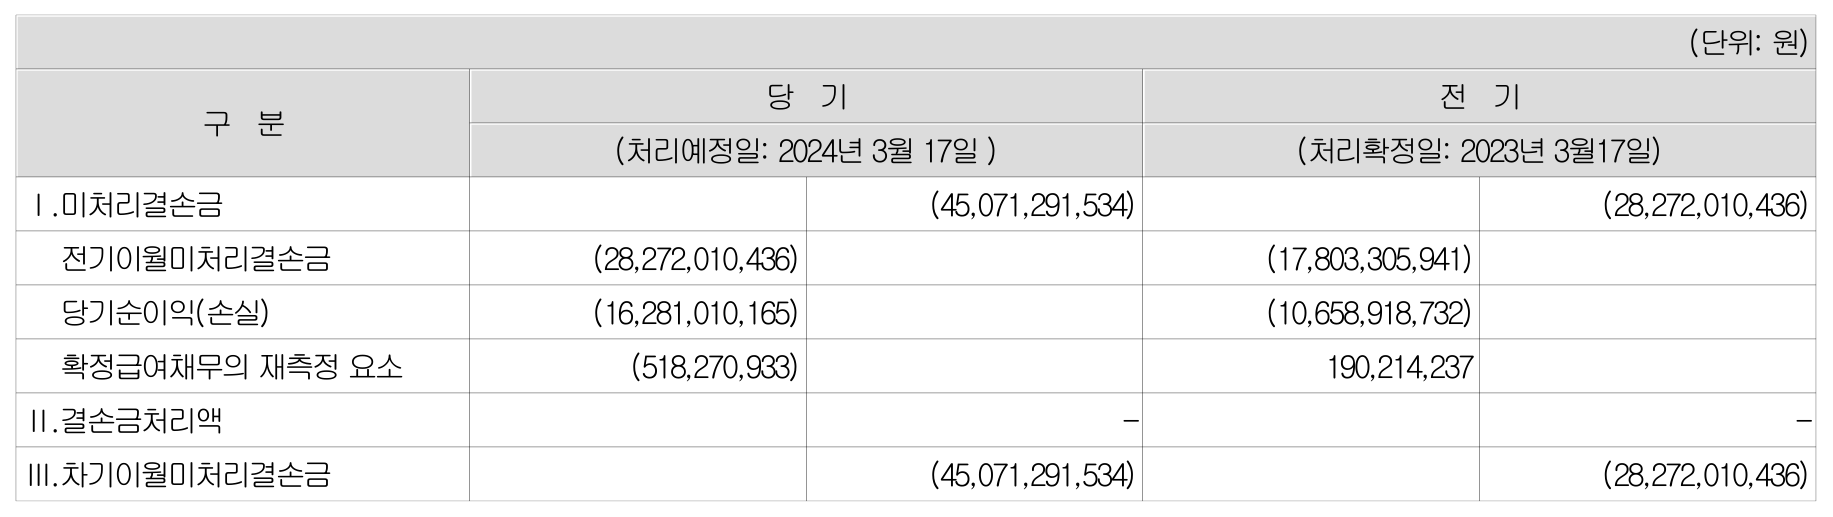 (단위: 원)
구 분
당 기
전 기
(처리예정일: 2024년 3월 17일 )
(처리확정일: 2023년 3월17일)
Ⅰ.미처리결손금 (45,071,291,534) (28,272,010,436)
전기이월미처리결손금 (28,272,010,436) (17,803,305,941)
당기순이익(손실) (16,281,010,165) (10,658,918,732)
확정급여채무의 재측정 요소 (518,270,933) 190,214,237
Ⅱ.결손금처리액 – –
Ⅲ.차기이월미처리결손금 (45,071,291,534) (28,272,010,436)